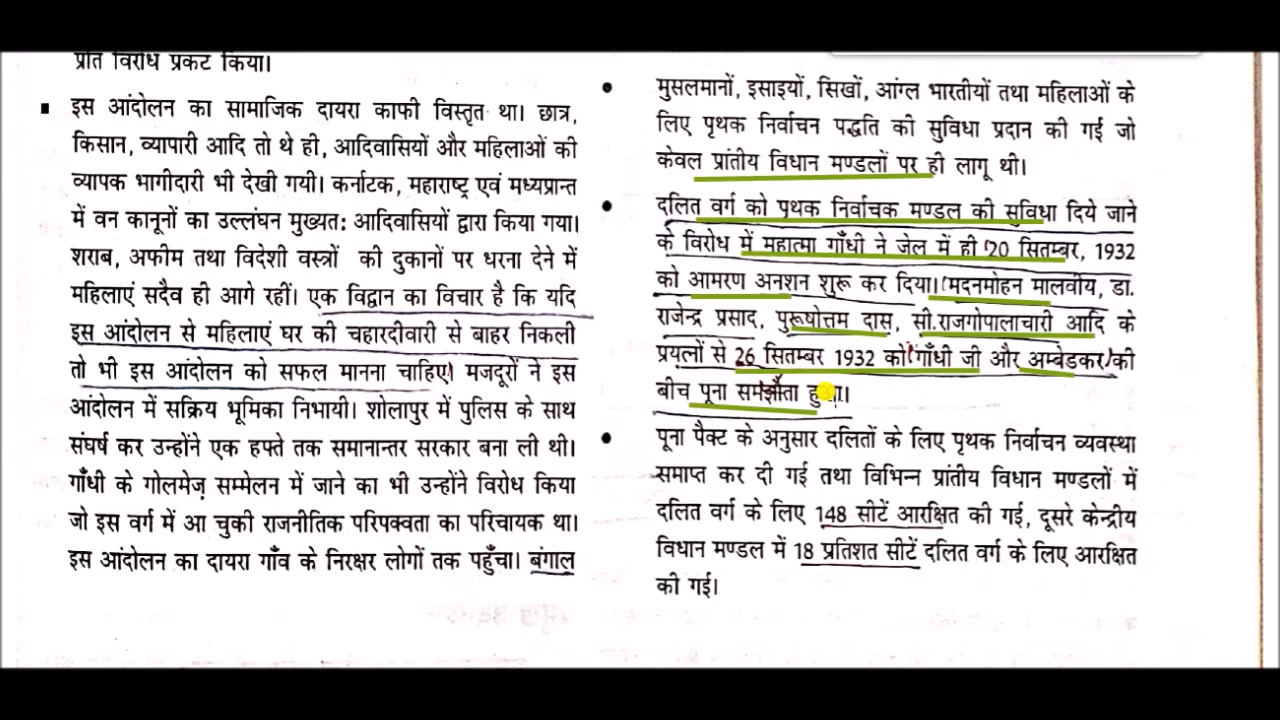 प्रति विरोध प्रकट किया।
▪ इस आंदोलन का सामाजिक दायरा काफी विस्तृत था। छात्र,
किसान, व्यापारी आदि तो थे ही, आदिवासियों और महिलाओं की
व्यापक भागीदारी भी देखी गयी। कर्नाटक, महाराष्ट्र एवं मध्यप्रान्त
में वन कानूनों का उल्लंघन मुख्यत: आदिवासियों द्वारा किया गया।
शराब, अफीम तथा विदेशी वस्त्रों की दुकानों पर धरना देने में
महिलाएं सदैव ही आगे रहीं। एक विद्वान का विचार है कि यदि
इस आंदोलन से महिलाएं घर की चहारदीवारी से बाहर निकली
तो भी इस आंदोलन को सफल मानना चाहिए। मजदूरों ने इस
आंदोलन में सक्रिय भूमिका निभायी। शोलापुर में पुलिस के साथ
संघर्ष कर उन्होंने एक हफ्ते तक समानान्तर सरकार बना ली थी।
गाँधी के गोलमेज़ सम्मेलन में जाने का भी उन्होंने विरोध किया
जो इस वर्ग में आ चुकी राजनीतिक परिपक्वता का परिचायक था।
इस आंदोलन का दायरा गाँव के निरक्षर लोगों तक पहुँचा। बंगाल
• मुसलमानों, इसाइयों, सिखों, आंग्ल भारतीयों तथा महिलाओं के
लिए पृथक निर्वाचन पद्धति की सुविधा प्रदान की गई जो
केवल प्रांतीय विधान मण्डलों पर ही लागू थी।
• दलित वर्ग को पृथक निर्वाचक मण्डल की सुविधा दिये जाने
के विरोध में महात्मा गाँधी ने जेल में ही 20 सितम्बर, 1932
को आमरण अनशन शुरू कर दिया। मदनमोहन मालवीय, डा.
राजेन्द्र प्रसाद, पुरूषोत्तम दास, सी.राजगोपालाचारी आदि के
प्रयत्नों से 26 सितम्बर 1932 को गाँधी जी और अम्बेडकर की
बीच पूना समझौता हुआ।
• पूना पैक्ट के अनुसार दलितों के लिए पृथक निर्वाचन व्यवस्था
समाप्त कर दी गई तथा विभिन्न प्रांतीय विधान मण्डलों में
दलित वर्ग के लिए 148 सीटें आरक्षित की गई, दूसरे केन्द्रीय
विधान मण्डल में 18 प्रतिशत सीटें दलित वर्ग के लिए आरक्षित
की गई।